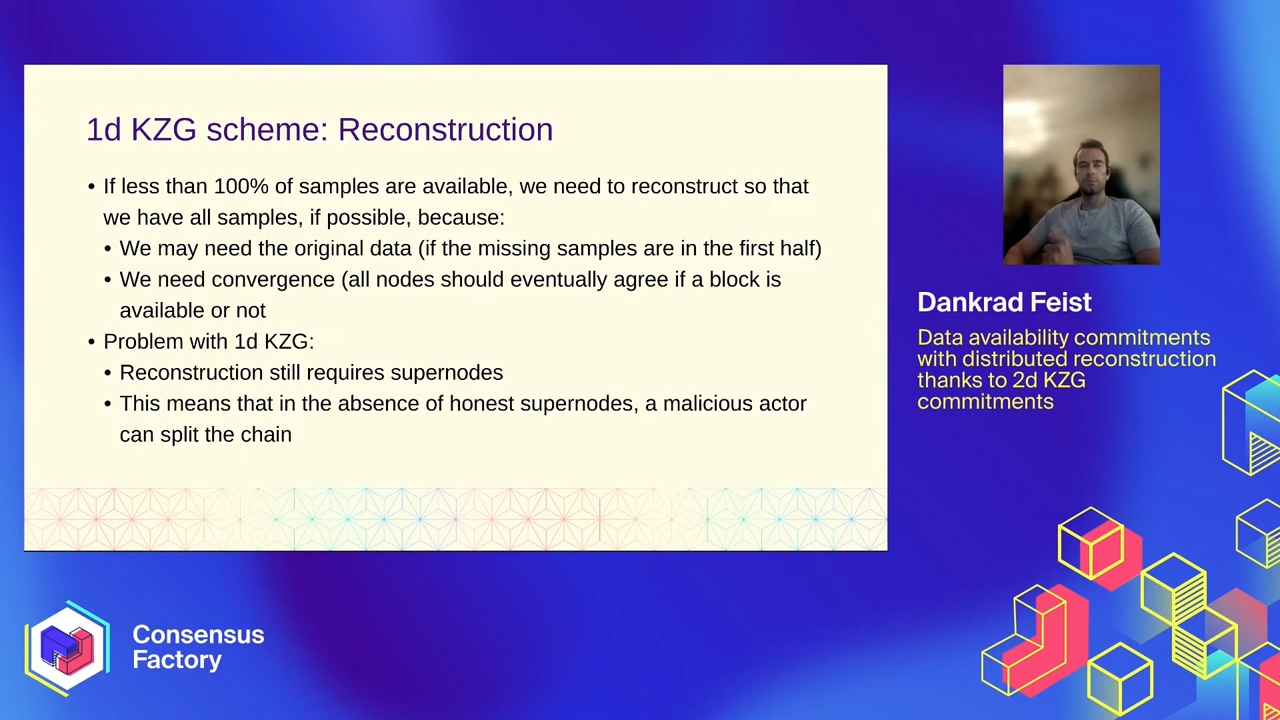 1d KZG scheme: Reconstruction
• If less than 100% of samples are available, we need to reconstruct so that
we have all samples, if possible, because:
• We may need the original data (if the missing samples are in the first half)
• We need convergence (all nodes should eventually agree if a block is
available or not
• Problem with 1d KZG:
• Reconstruction still requires supernodes
• This means that in the absence of honest supernodes, a malicious actor
can split the chain
Dankrad Feist
Data availability commitments
with distributed reconstruction
thanks to 2d KZG
commitments
Consensus
Factory